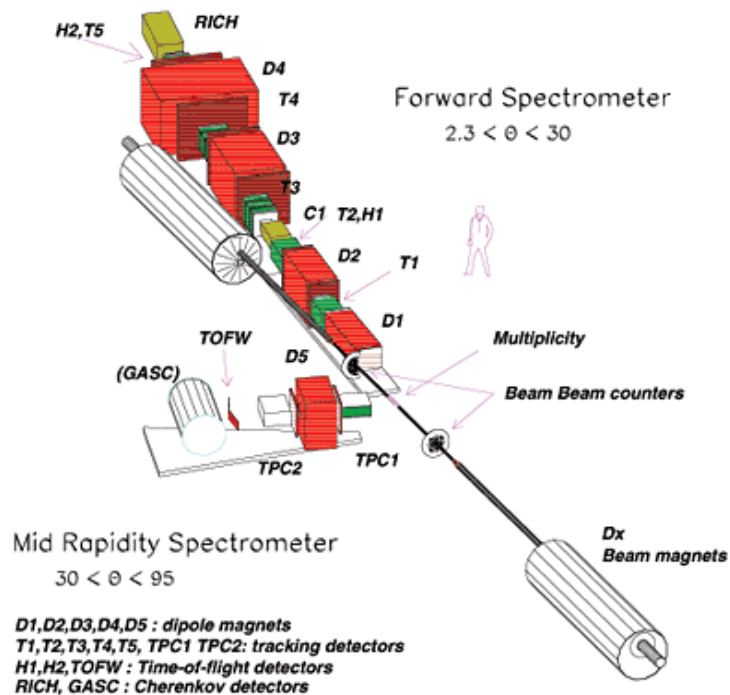 RICH
H2,T5
D4
T4
Forward Spectrometer
2.3 < Θ < 30
D3
T3
C1 T2,H1
D2
T1
D1
TOFW
D5
Multiplicity
(GASC)
Beam Beam counters
TPC2
TPC1
Dx
Beam magnets
Mid Rapidity Spectrometer
30 < Θ < 95
D1,D2,D3,D4,D5 : dipole magnets
T1,T2,T3,T4,T5, TPC1 TPC2: tracking detectors
H1,H2,TOFW : Time-of-flight detectors
RICH, GASC : Cherenkov detectors